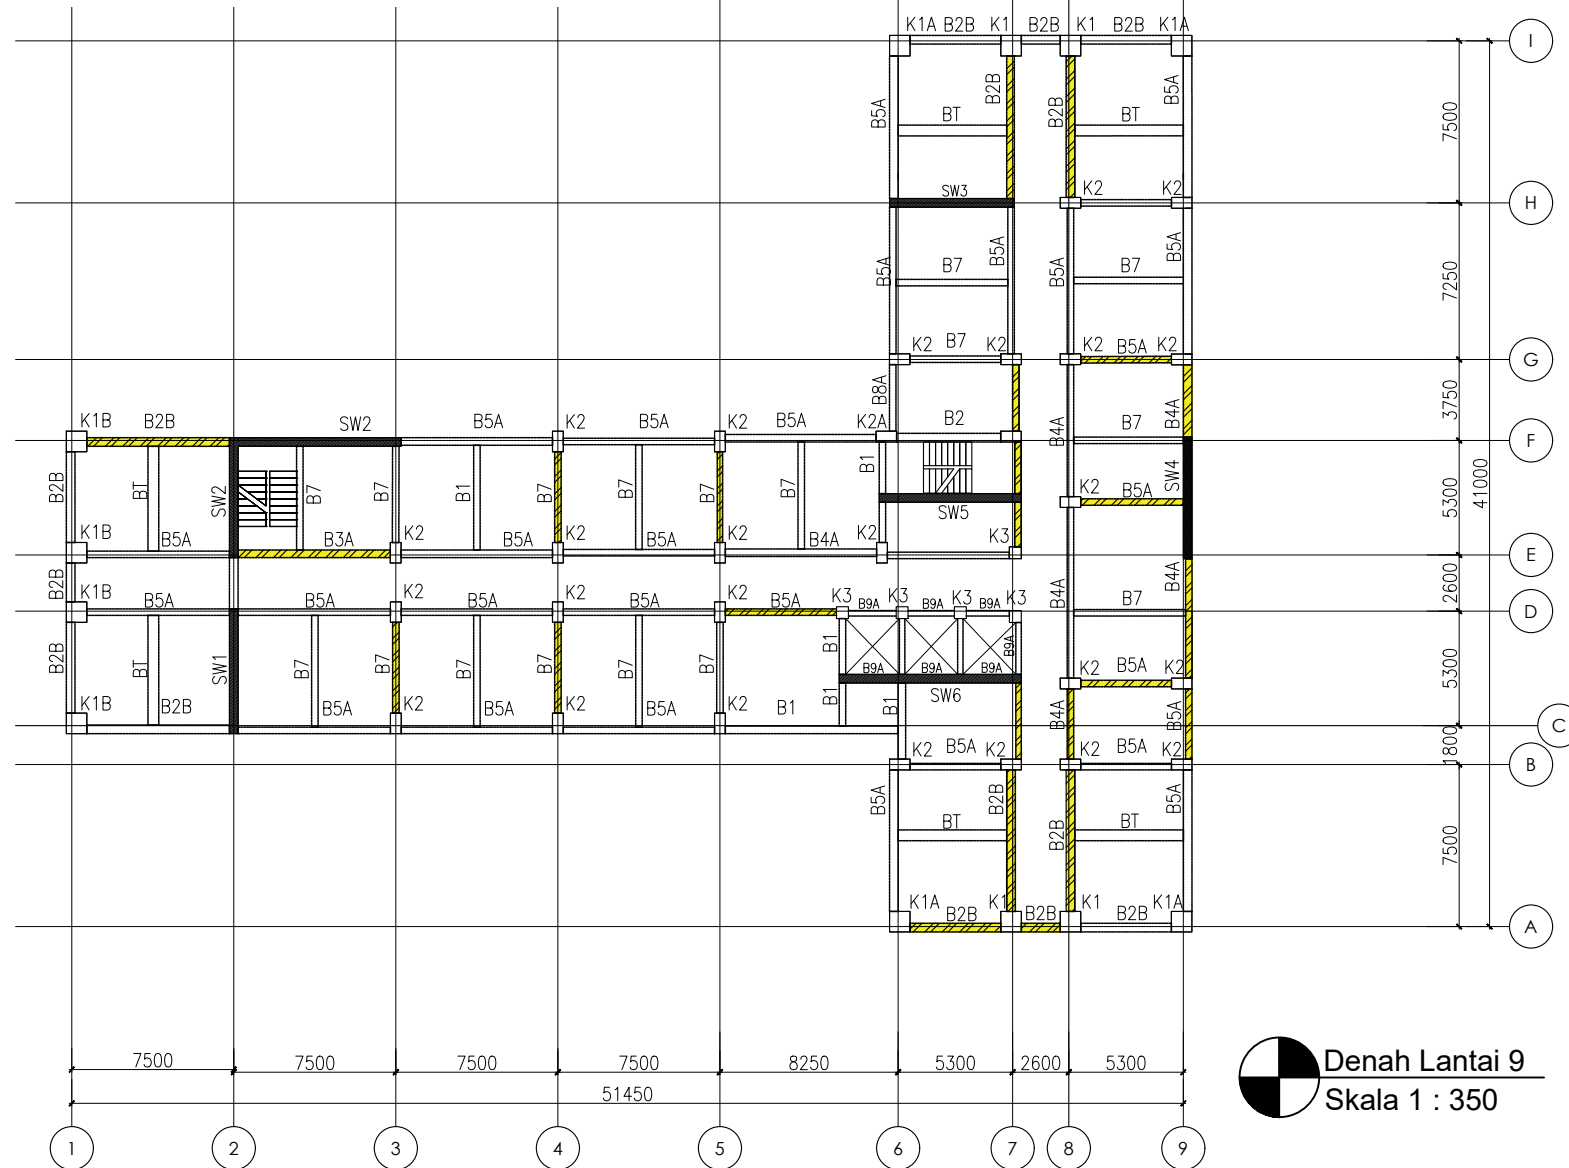 K1A B2B K1 B2B K1 B2B K1A I
B5A B2B B2B B5A
BT BT 7500
SW3 K2 K2 H
B5A B5A B5A B5A
B7 B7 7250
K2 B7 K2 K2 B5A K2 G
B8A B4A 3750
K1B B2B SW2 B5A K2 B5A K2 B5A K2A B2 B4A B7 F
B2B BT SW2 B7 B7 B1 B7 B7 B7 B7 B1 SW4 5300 41000
K2 B5A
SW5
K1B B5A B3A K2 B5A K2 B5A K2 B4A K3 E
B2B B4A B4A 2600
K1B B5A B5A K2 B5A K2 B5A K2 B5A K3 B9A K3 B9A K3 B9A K3 B7 D
B2B BT SW1 B7 B7 B7 B7 B7 B7 B1 B9A 5300
B9A B9A B9A K2 B5A K2
SW6
K1B B2B B5A K2 B5A K2 B5A K2 B1 B1 B1 B4A B5A C
K2 B5A K2 K2 B5A K2 1800 B
B5A B2B B5A
BT B2B BT 7500
K1A B2B K1 B2B K1 B2B K1A A
7500 7500 7500 7500 8250 5300 2600 5300
51450
1 2 3 4 5 6 7 8 9
Denah Lantai 9
Skala 1 : 350